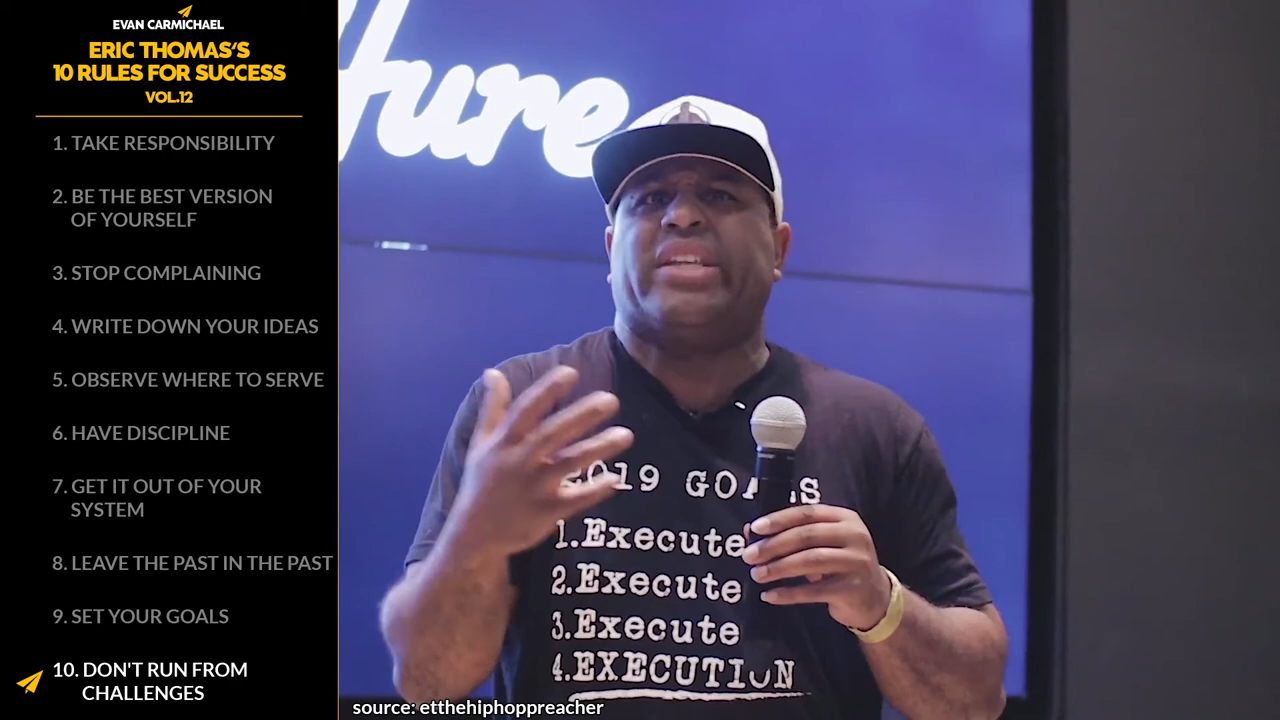 EVAN CARMICHAEL
ERIC THOMAS'S
10 RULES FOR SUCCESS
VOL.12
1. TAKE RESPONSIBILITY
2. BE THE BEST VERSION
OF YOURSELF
3. STOP COMPLAINING
4. WRITE DOWN YOUR IDEAS
5. OBSERVE WHERE TO SERVE
6. HAVE DISCIPLINE
7. GET IT OUT OF YOUR
SYSTEM
8. LEAVE THE PAST IN THE PAST
9. SET YOUR GOALS
10. DON'T RUN FROM
CHALLENGES
2019 GOALS
1.Execute
2.Execute
3.Execute
4.EXECUTION
source: etthehiphoppreacher